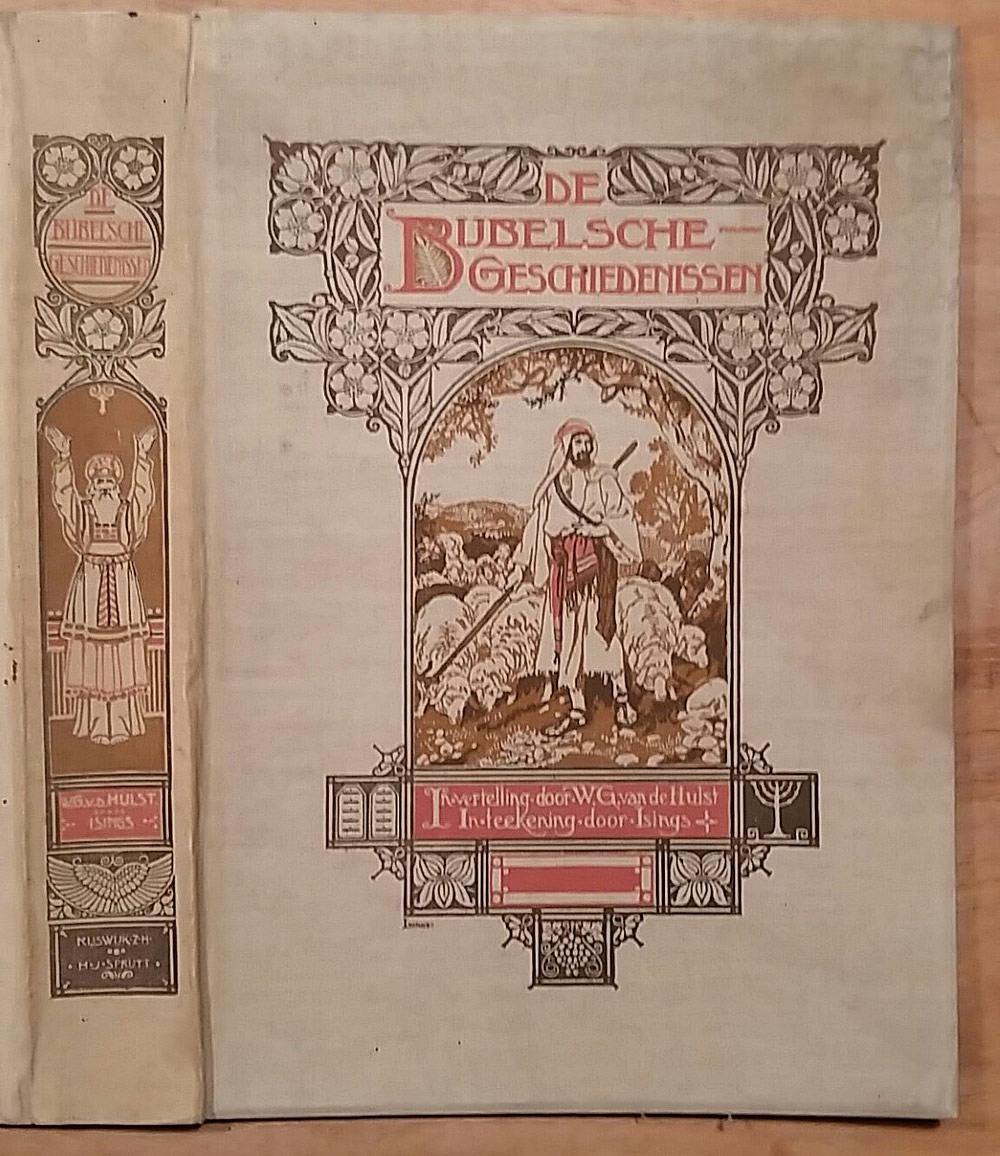 DE
BIJBELSCHE
GESCHIEDENISSEN
W.G.v.d.HULST.
ISINGS
RIJSWIJK·Z·H·
·H·J·SPRUYT·
DE
BIJBELSCHE
GESCHIEDENISSEN
In·vertelling·door·W.G.van de Hulst
In·teekening·door·Isings